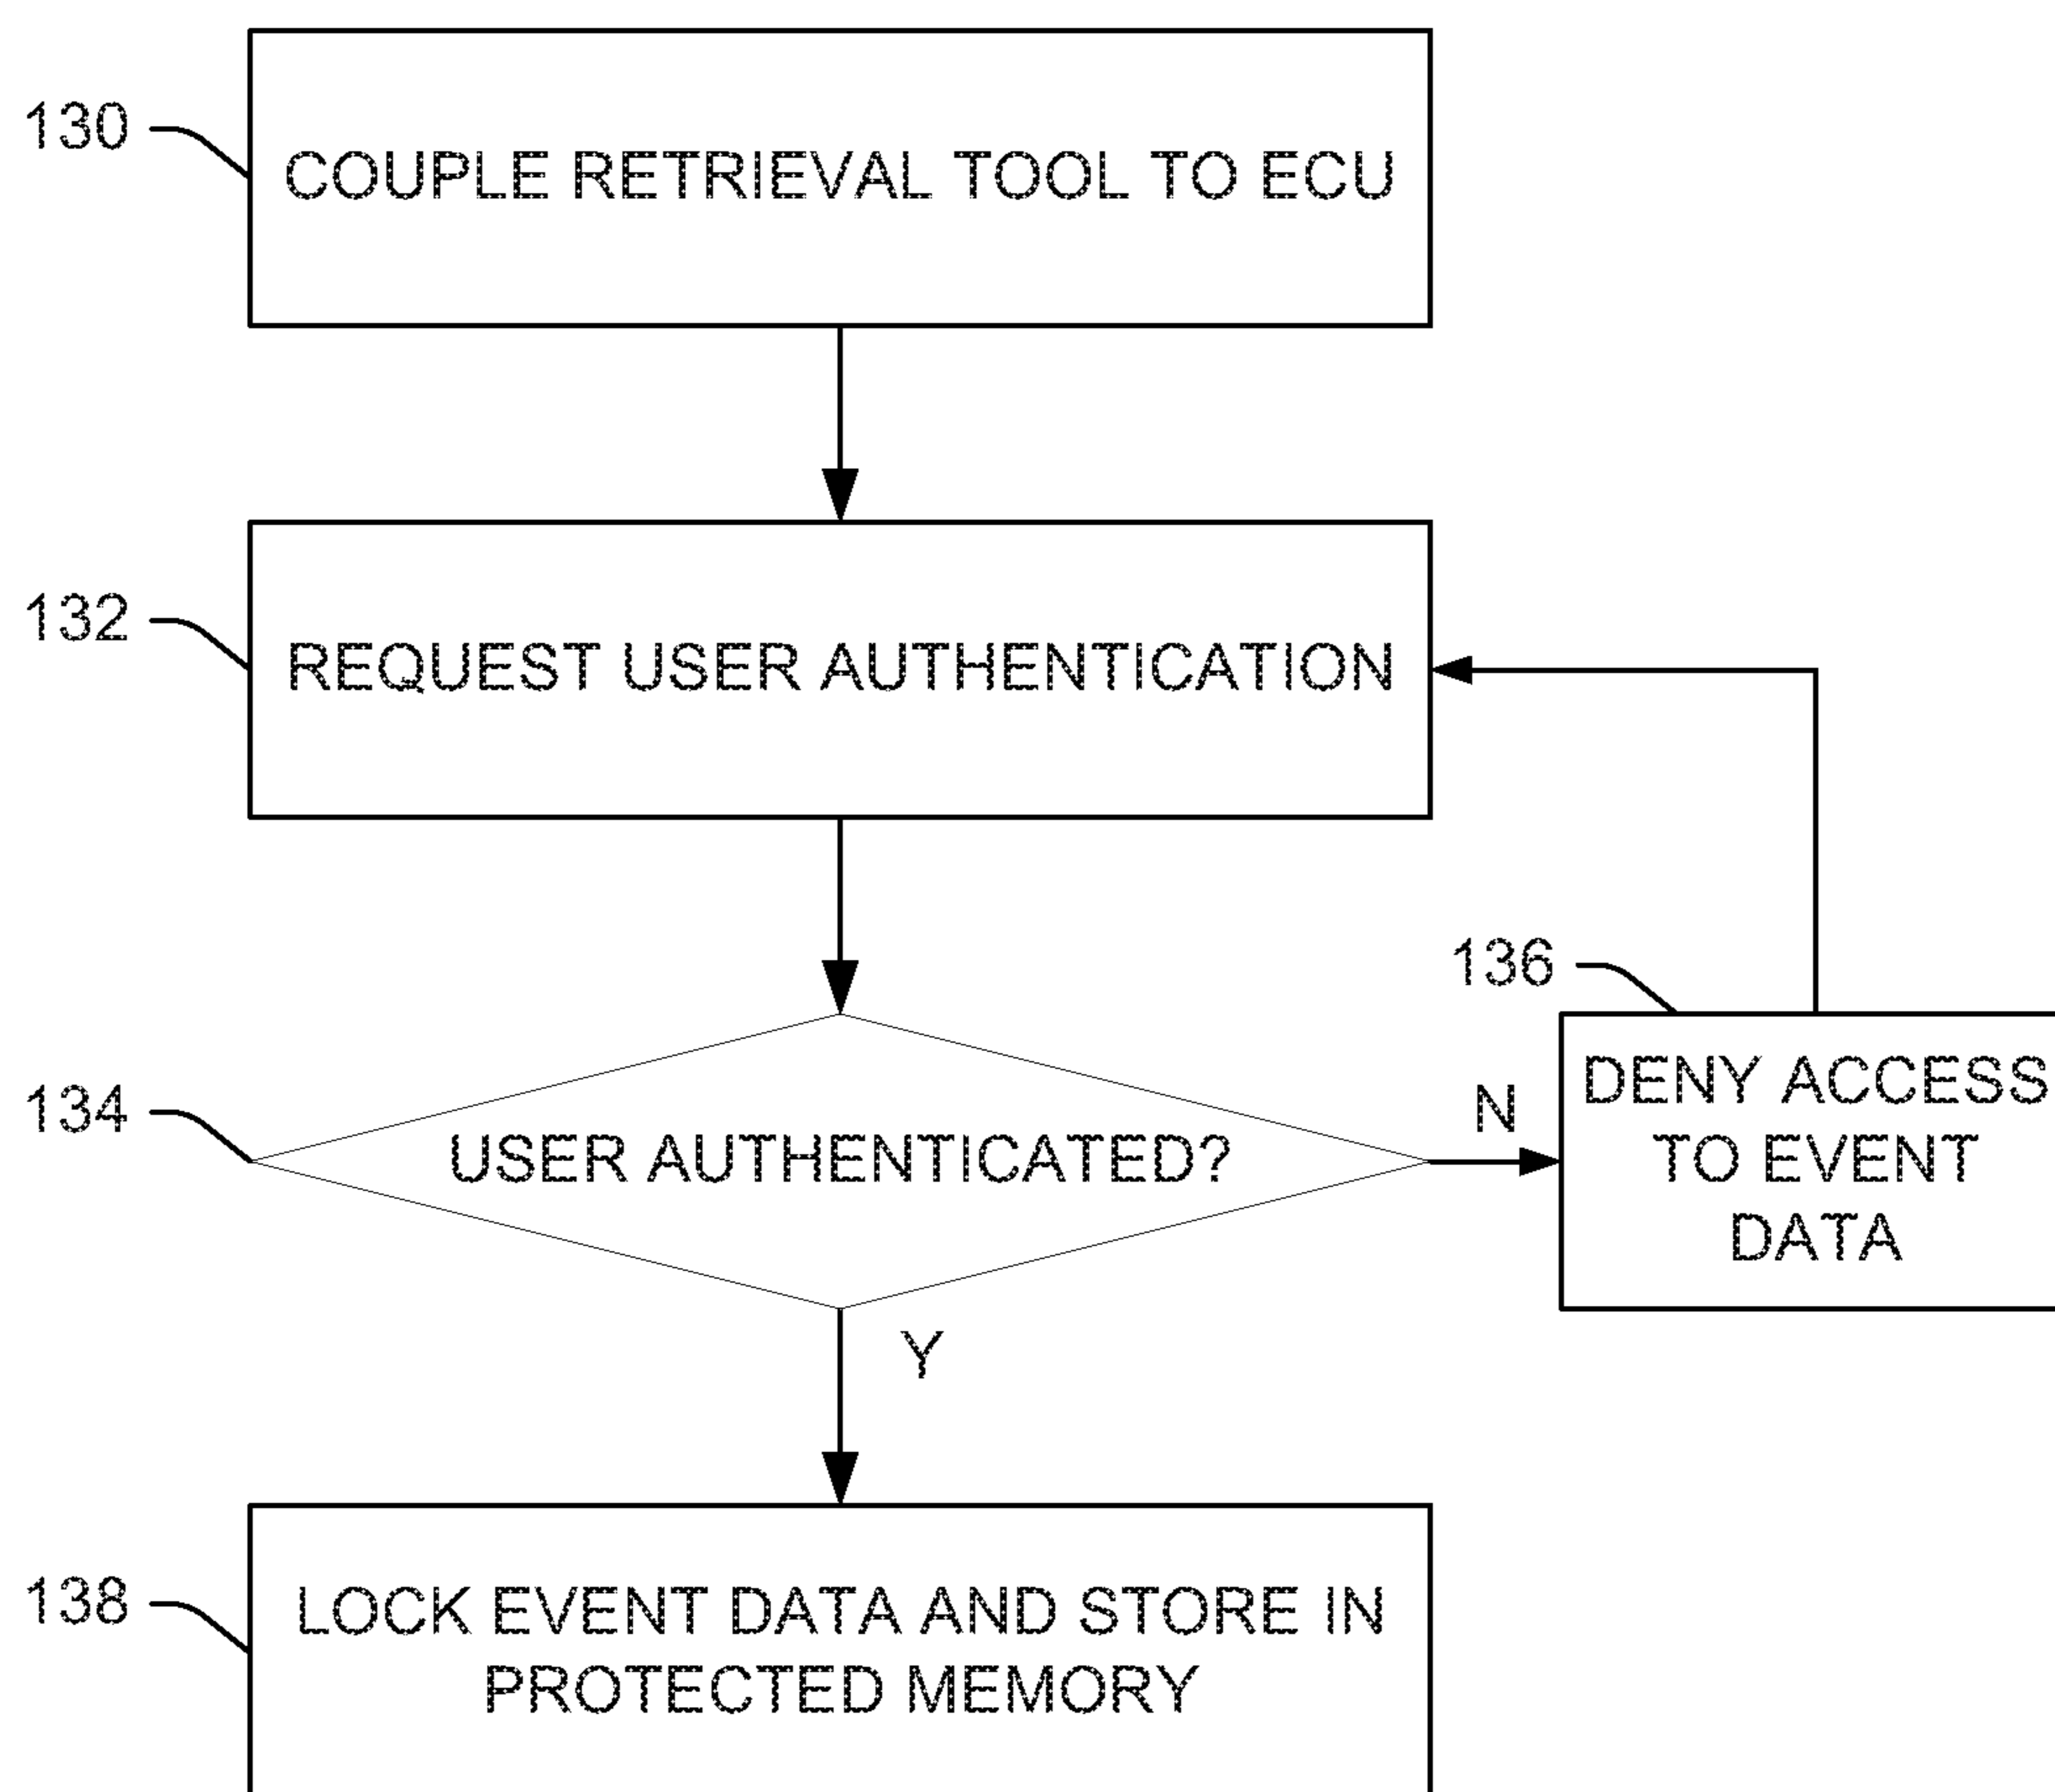 130
COUPLE RETRIEVAL TOOL TO ECU
132
REQUEST USER AUTHENTICATION
134
USER AUTHENTICATED?
N
136
DENY ACCESS
TO EVENT
DATA
Y
138
LOCK EVENT DATA AND STORE IN
PROTECTED MEMORY